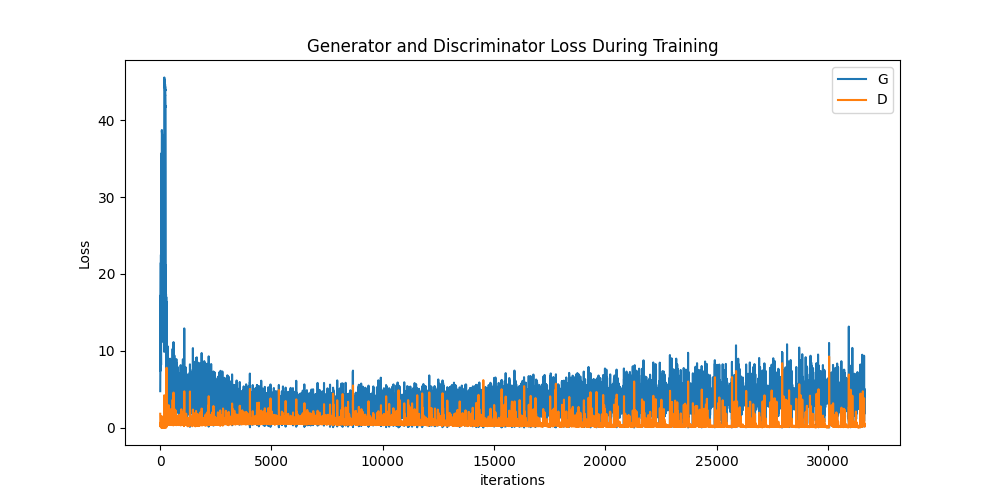 Generator and Discriminator Loss During Training
G
D
Loss
40
30
20
10
0
0 5000 10000 15000 20000 25000 30000
iterations